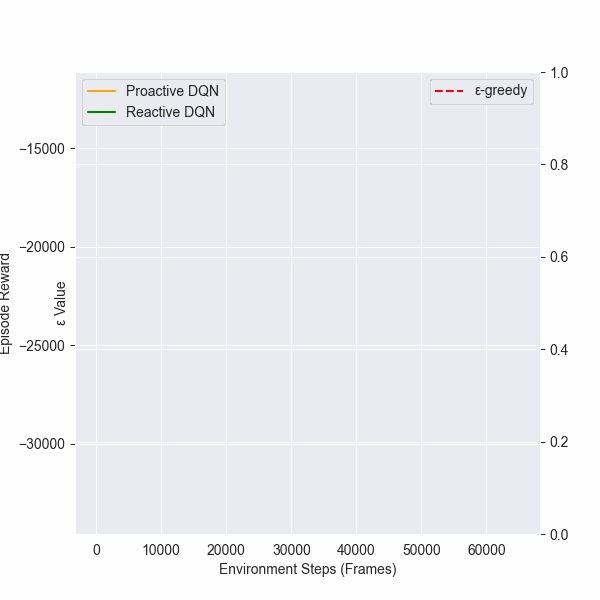 Proactive DQN
Reactive DQN
ε-greedy
1.0
0.8
0.6
0.4
0.2
0.0
−15000
−20000
−25000
−30000
Episode Reward
ε Value
0
10000
20000
30000
40000
50000
60000
Environment Steps (Frames)